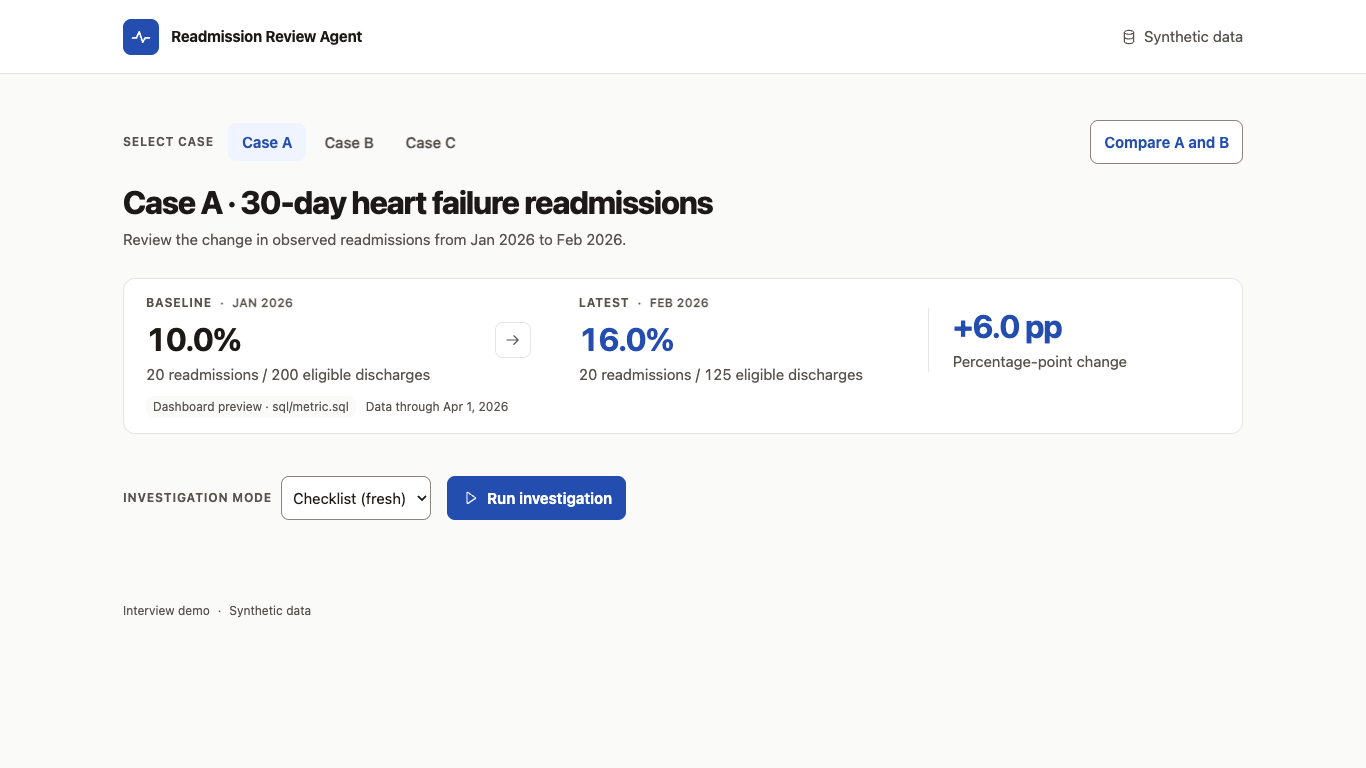 Readmission Review Agent
Synthetic data
SELECT CASE Case A Case B Case C
Compare A and B
Case A · 30-day heart failure readmissions
Review the change in observed readmissions from Jan 2026 to Feb 2026.
BASELINE · JAN 2026
10.0%
20 readmissions / 200 eligible discharges
LATEST · FEB 2026
16.0%
20 readmissions / 125 eligible discharges
+6.0 pp
Percentage-point change
Dashboard preview · sql/metric.sql Data through Apr 1, 2026
INVESTIGATION MODE Checklist (fresh) Run investigation
Interview demo · Synthetic data